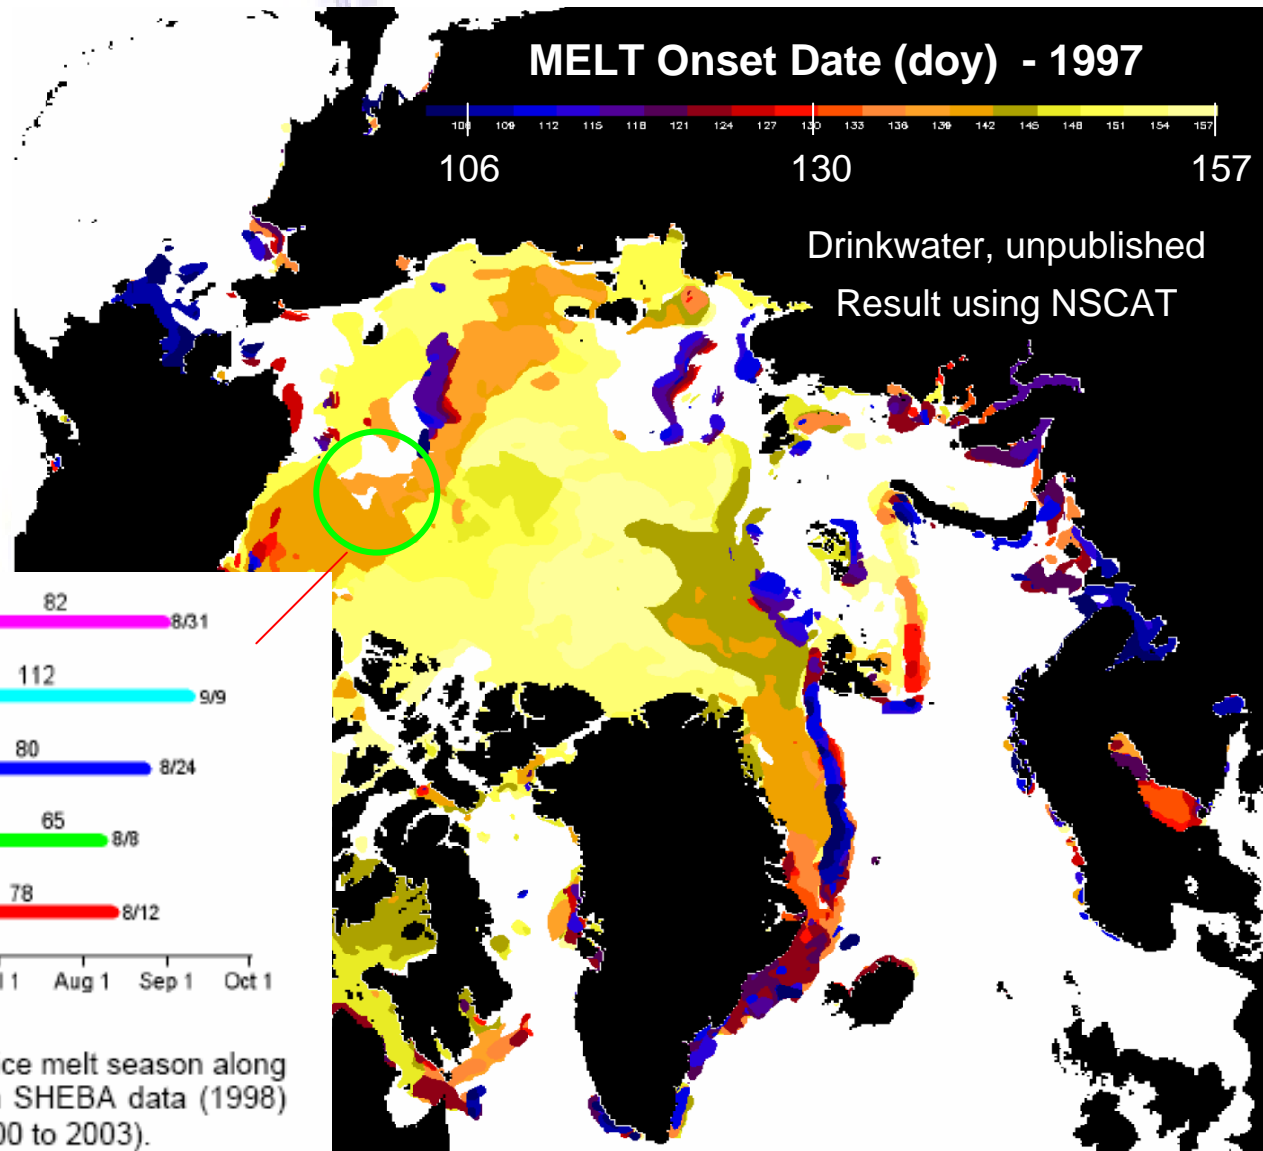 MELT Onset Date (doy) - 1997
106 109 112 115 118 121 124 127 130 133 136 139 142 145 148 151 154 157
106 130 157
Drinkwater, unpublished
Result using NSCAT
82
8/31
112
9/9
80
8/24
65
8/8
78
8/12
1 Aug 1 Sep 1 Oct 1
ce melt season along
SHEBA data (1998)
00 to 2003).